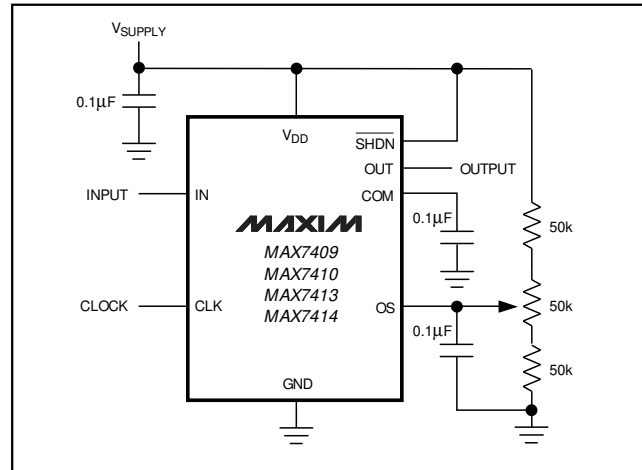 VSUPPLY
0.1µF
VDD
SHDN
OUT
OUTPUT
INPUT
IN
COM
MAXIM
0.1µF
50k
MAX7409
MAX7410
MAX7413
MAX7414
CLOCK
CLK
OS
50k
0.1µF
50k
GND